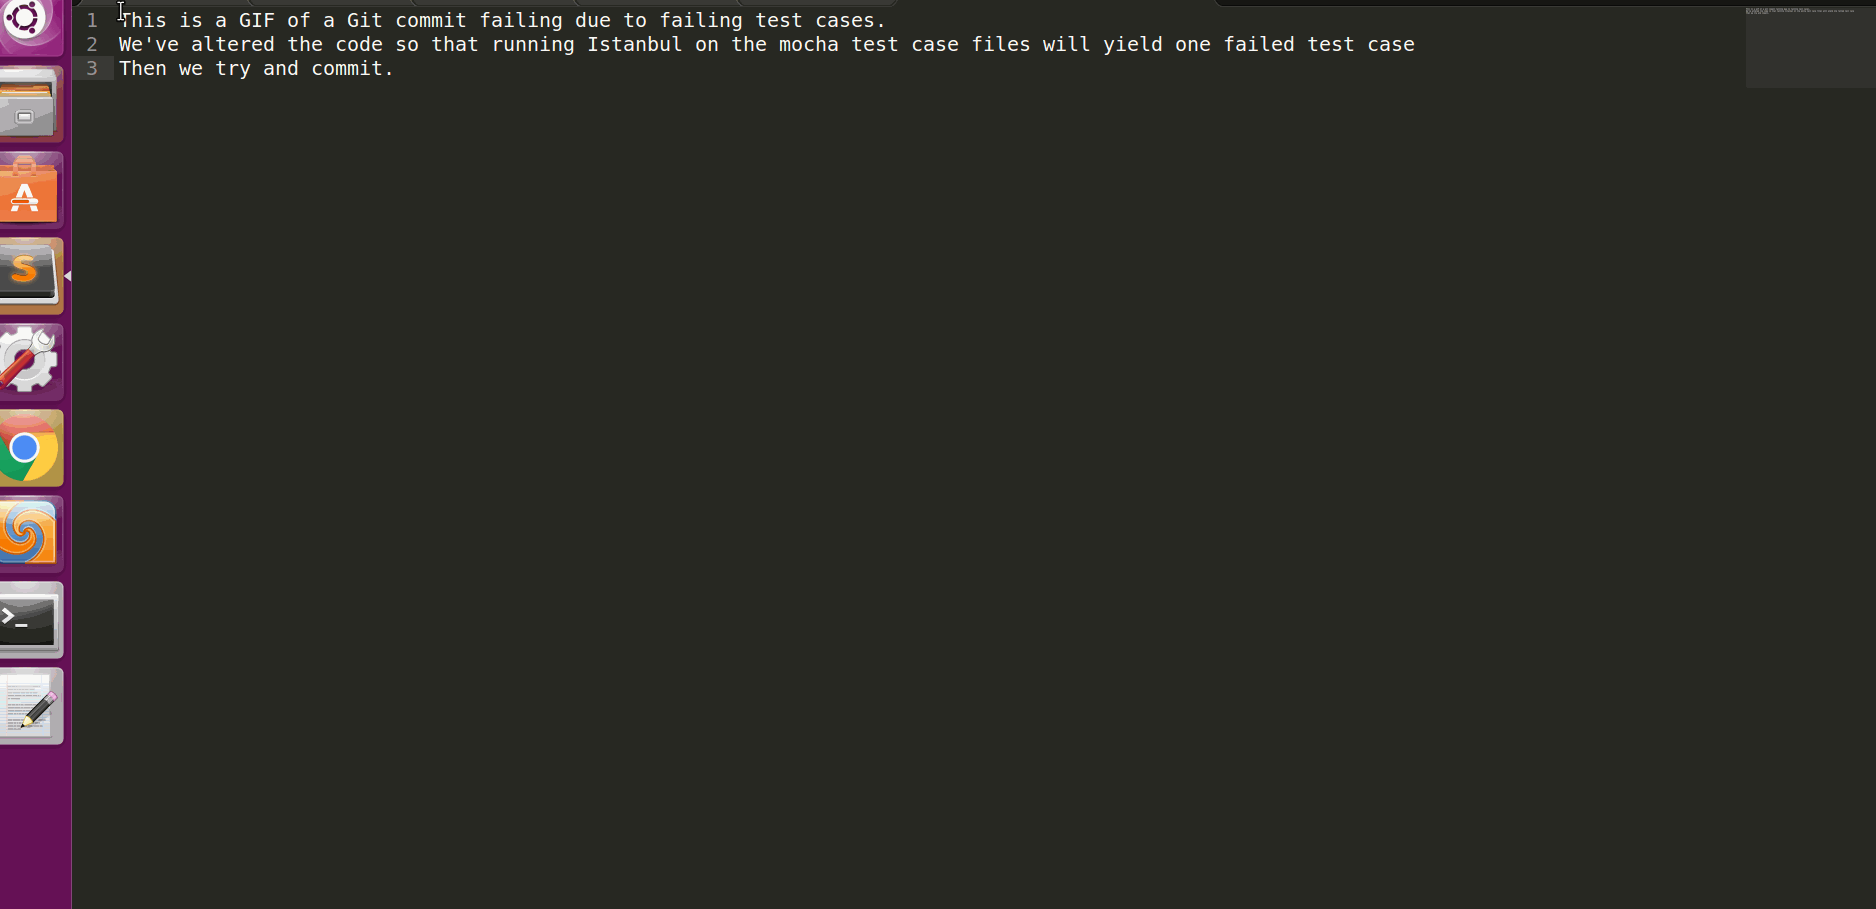 1 This is a GIF of a Git commit failing due to failing test cases.
2 We've altered the code so that running Istanbul on the mocha test case files will yield one failed test case
3 Then we try and commit.